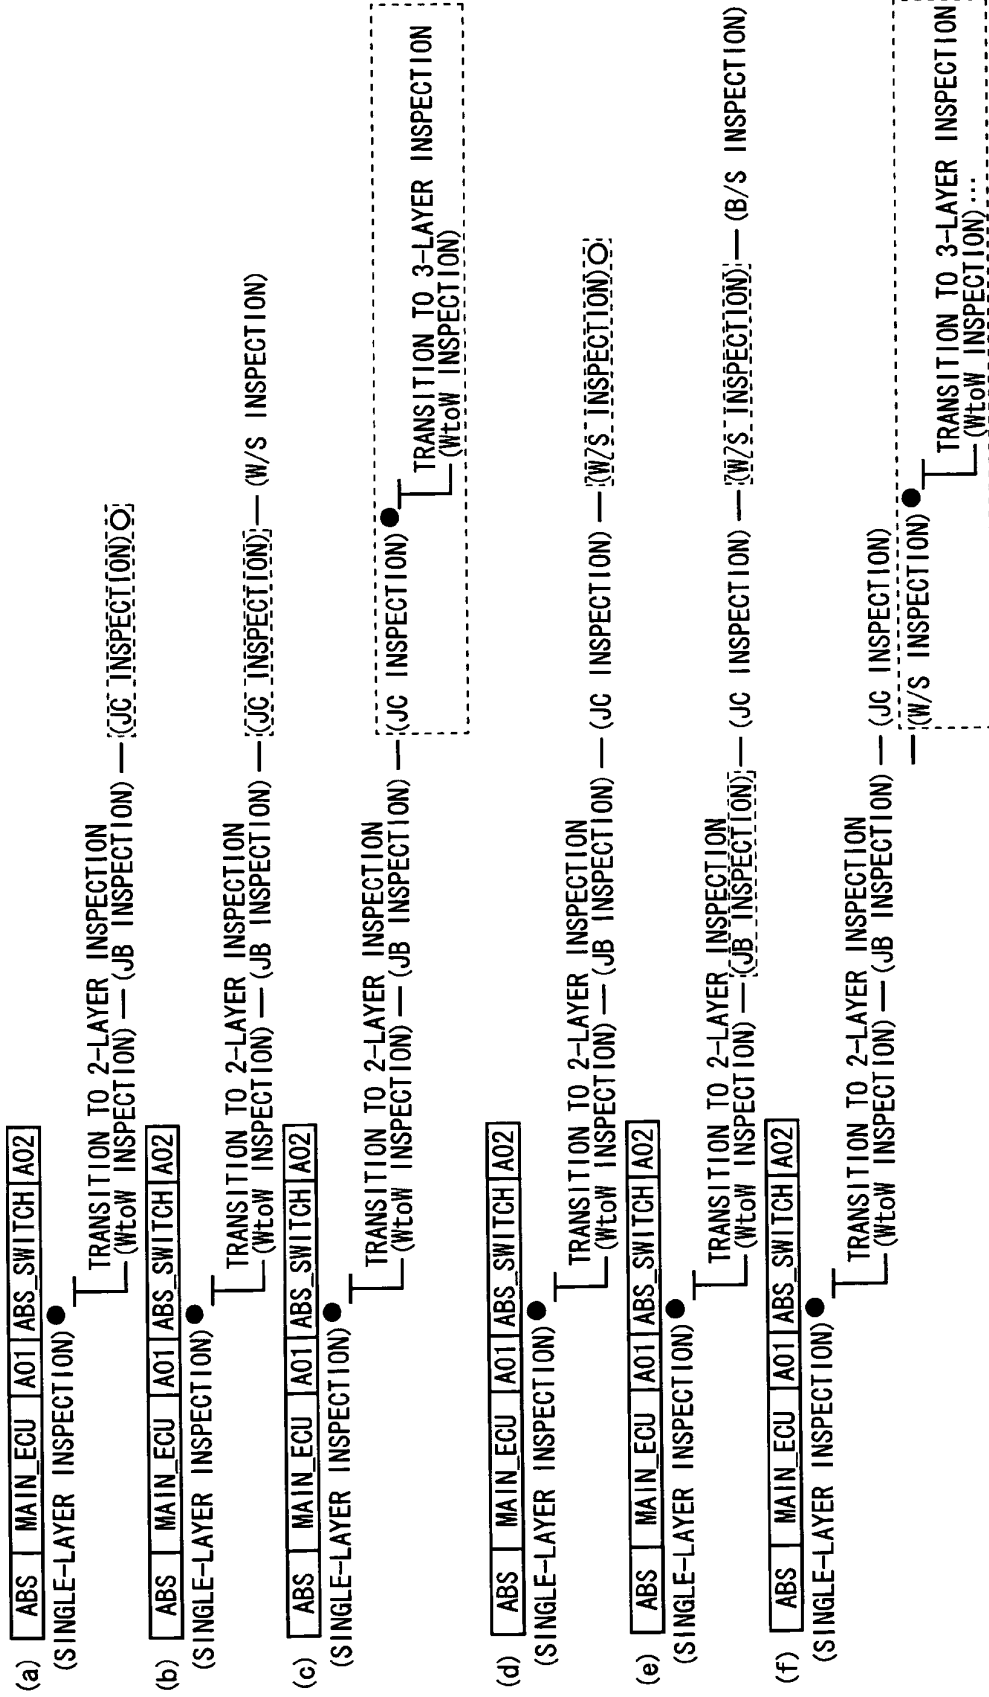 (a) ABS MAIN_ECU A01 ABS_SWITCH A02
(SINGLE-LAYER INSPECTION)
TRANSITION TO 2-LAYER INSPECTION
(WtoW INSPECTION) — (JB INSPECTION) — (JC INSPECTION)
(b) ABS MAIN_ECU A01 ABS_SWITCH A02
(SINGLE-LAYER INSPECTION)
TRANSITION TO 2-LAYER INSPECTION
(WtoW INSPECTION) — (JB INSPECTION) — (JC INSPECTION) — (W/S INSPECTION)
(c) ABS MAIN_ECU A01 ABS_SWITCH A02
(SINGLE-LAYER INSPECTION)
TRANSITION TO 2-LAYER INSPECTION
(WtoW INSPECTION) — (JB INSPECTION) — (JC INSPECTION)
TRANSITION TO 3-LAYER INSPECTION
(WtoW INSPECTION)
(d) ABS MAIN_ECU A01 ABS_SWITCH A02
(SINGLE-LAYER INSPECTION)
TRANSITION TO 2-LAYER INSPECTION
(WtoW INSPECTION) — (JB INSPECTION) — (JC INSPECTION) — (W/S INSPECTION)
(e) ABS MAIN_ECU A01 ABS_SWITCH A02
(SINGLE-LAYER INSPECTION)
TRANSITION TO 2-LAYER INSPECTION
(WtoW INSPECTION) — (JB INSPECTION) — (JC INSPECTION) — (W/S INSPECTION) — (B/S INSPECTION)
(f) ABS MAIN_ECU A01 ABS_SWITCH A02
(SINGLE-LAYER INSPECTION)
TRANSITION TO 2-LAYER INSPECTION
(WtoW INSPECTION) — (JB INSPECTION) — (JC INSPECTION)
— (W/S INSPECTION)
TRANSITION TO 3-LAYER INSPECTION
(WtoW INSPECTION)...